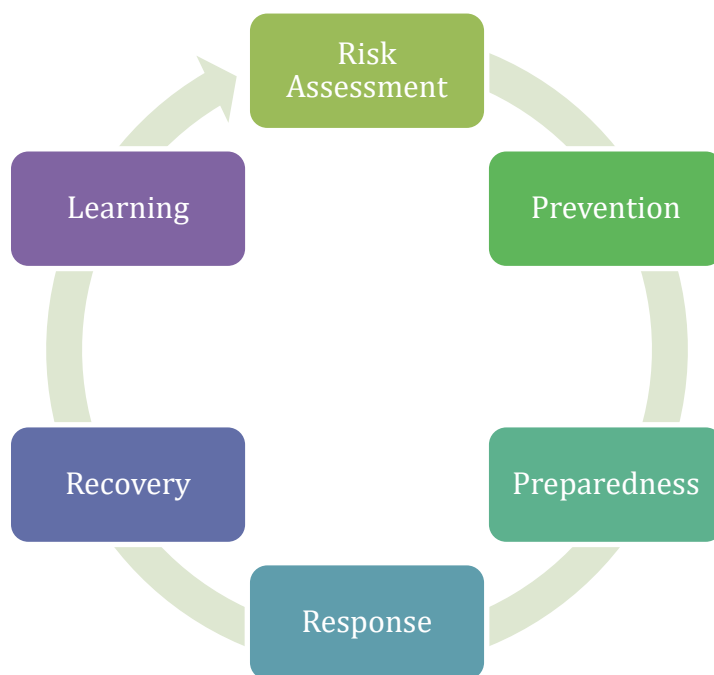 Risk
Assessment
Prevention
Preparedness
Response
Recovery
Learning